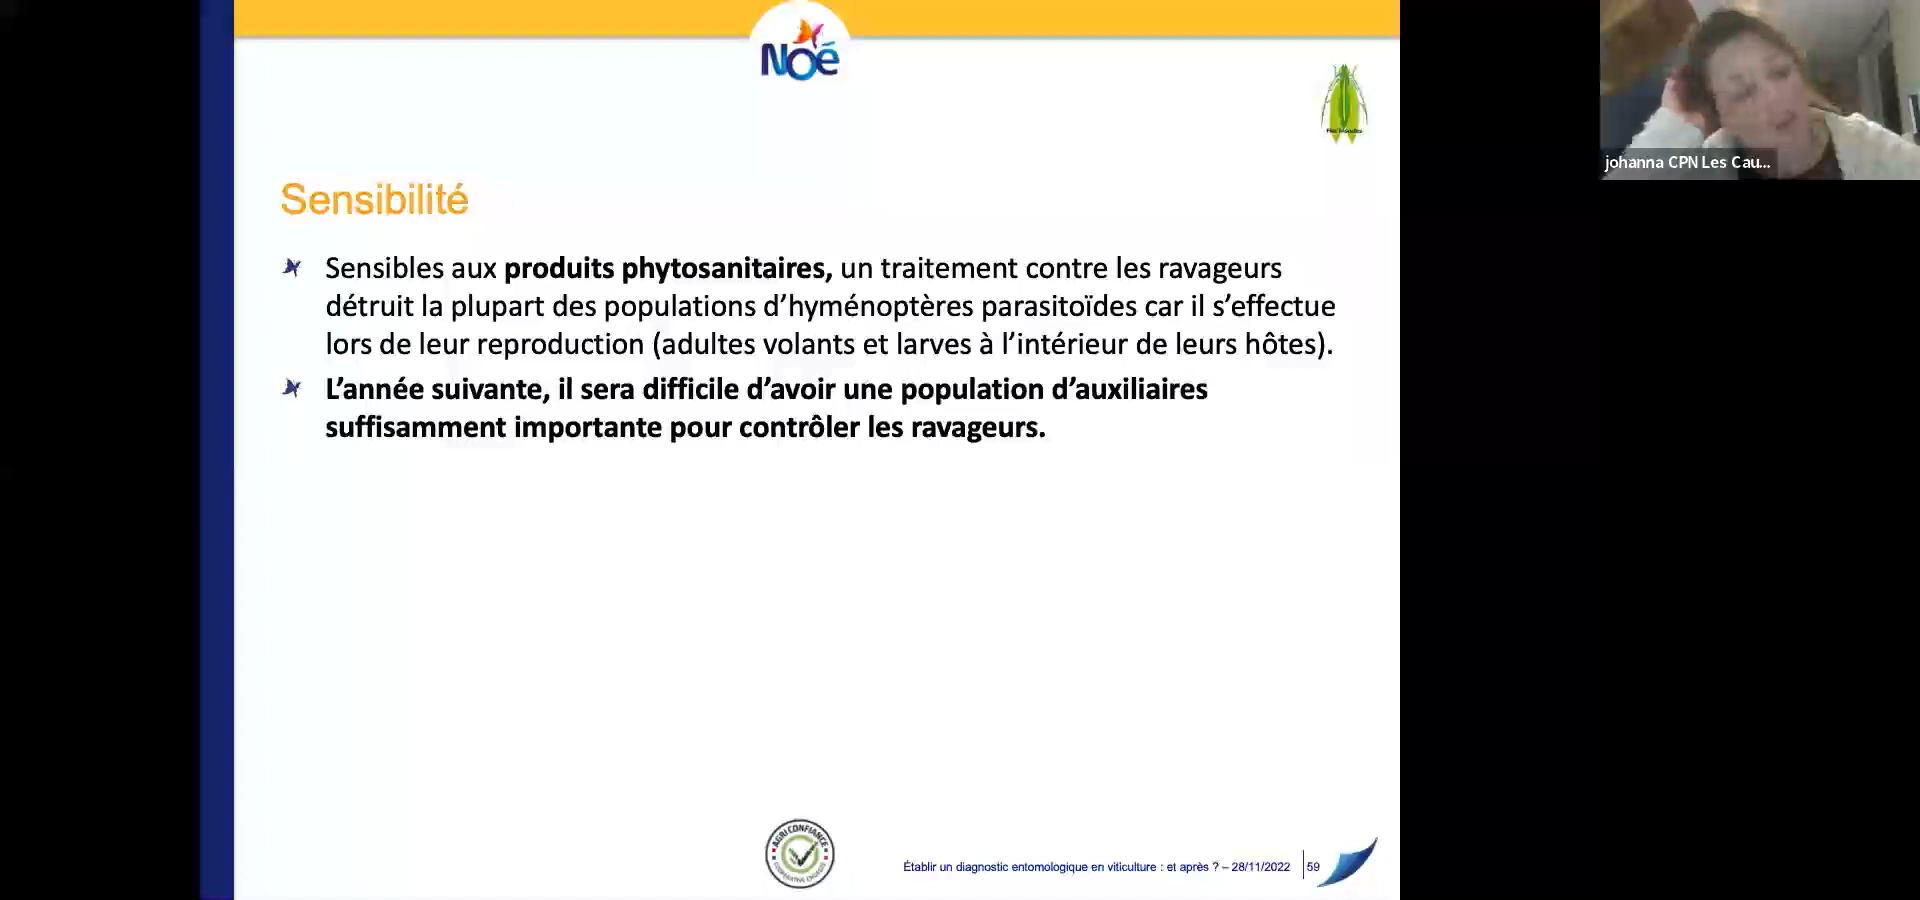 Noé
johanna CPN Les Cau...
Sensibilité
Sensibles aux produits phytosanitaires, un traitement contre les ravageurs
détruit la plupart des populations d’hyménoptères parasitoïdes car il s’effectue
lors de leur reproduction (adultes volants et larves à l’intérieur de leurs hôtes).
L’année suivante, il sera difficile d’avoir une population d’auxiliaires
suffisamment importante pour contrôler les ravageurs.
AGRI CONFIANCE
Établir un diagnostic entomologique en viticulture : et après ? – 28/11/2022
59